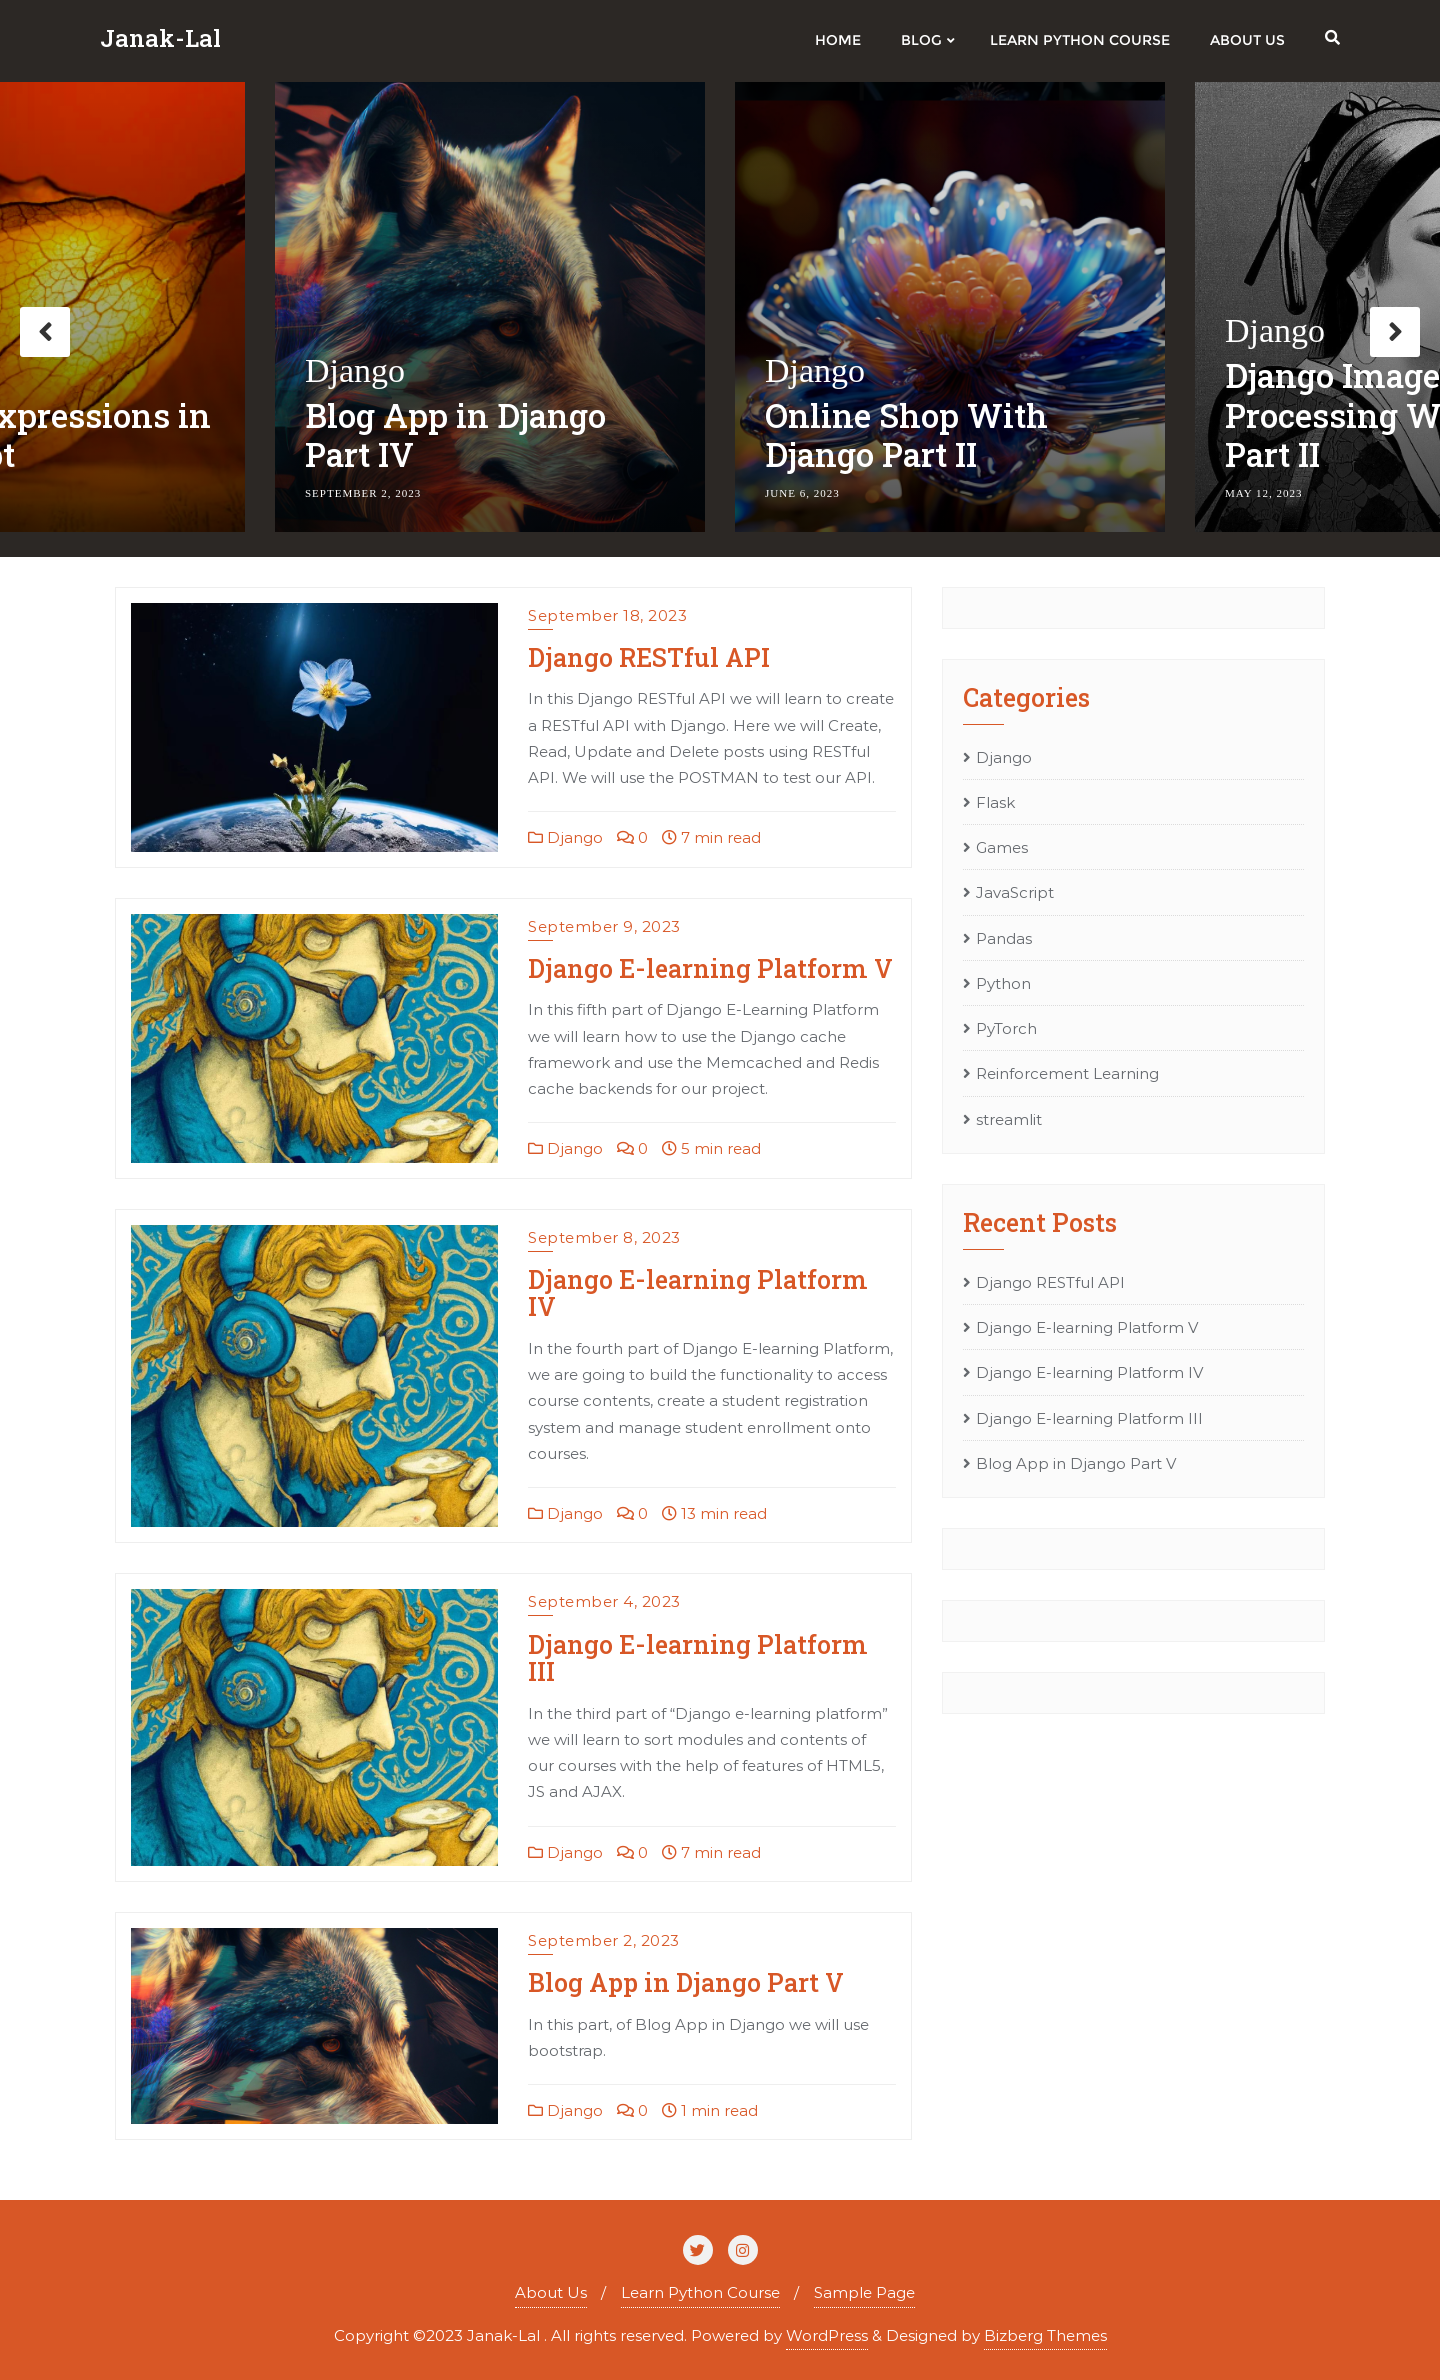 Janak-Lal
HOME
BLOG
LEARN PYTHON COURSE
ABOUT US
xpressions in
Django
Blog App in Django
Part IV
SEPTEMBER 2, 2023
Django
Online Shop With
Django Part II
JUNE 6, 2023
Django
Django Image
Processing W
Part II
MAY 12, 2023
September 18, 2023
Django RESTful API
In this Django RESTful API we will learn to create
a RESTful API with Django. Here we will Create,
Read, Update and Delete posts using RESTful
API. We will use the POSTMAN to test our API.
Django 0 7 min read
September 9, 2023
Django E-learning Platform V
In this fifth part of Django E-Learning Platform
we will learn how to use the Django cache
framework and use the Memcached and Redis
cache backends for our project.
Django 0 5 min read
September 8, 2023
Django E-learning Platform
IV
In the fourth part of Django E-learning Platform,
we are going to build the functionality to access
course contents, create a student registration
system and manage student enrollment onto
courses.
Django 0 13 min read
September 4, 2023
Django E-learning Platform
III
In the third part of “Django e-learning platform”
we will learn to sort modules and contents of
our courses with the help of features of HTML5,
JS and AJAX.
Django 0 7 min read
September 2, 2023
Blog App in Django Part V
In this part, of Blog App in Django we will use
bootstrap.
Django 0 1 min read
Categories
Django
Flask
Games
JavaScript
Pandas
Python
PyTorch
Reinforcement Learning
streamlit
Recent Posts
Django RESTful API
Django E-learning Platform V
Django E-learning Platform IV
Django E-learning Platform III
Blog App in Django Part V
About Us / Learn Python Course / Sample Page
Copyright ©2023 Janak-Lal . All rights reserved. Powered by WordPress & Designed by Bizberg Themes